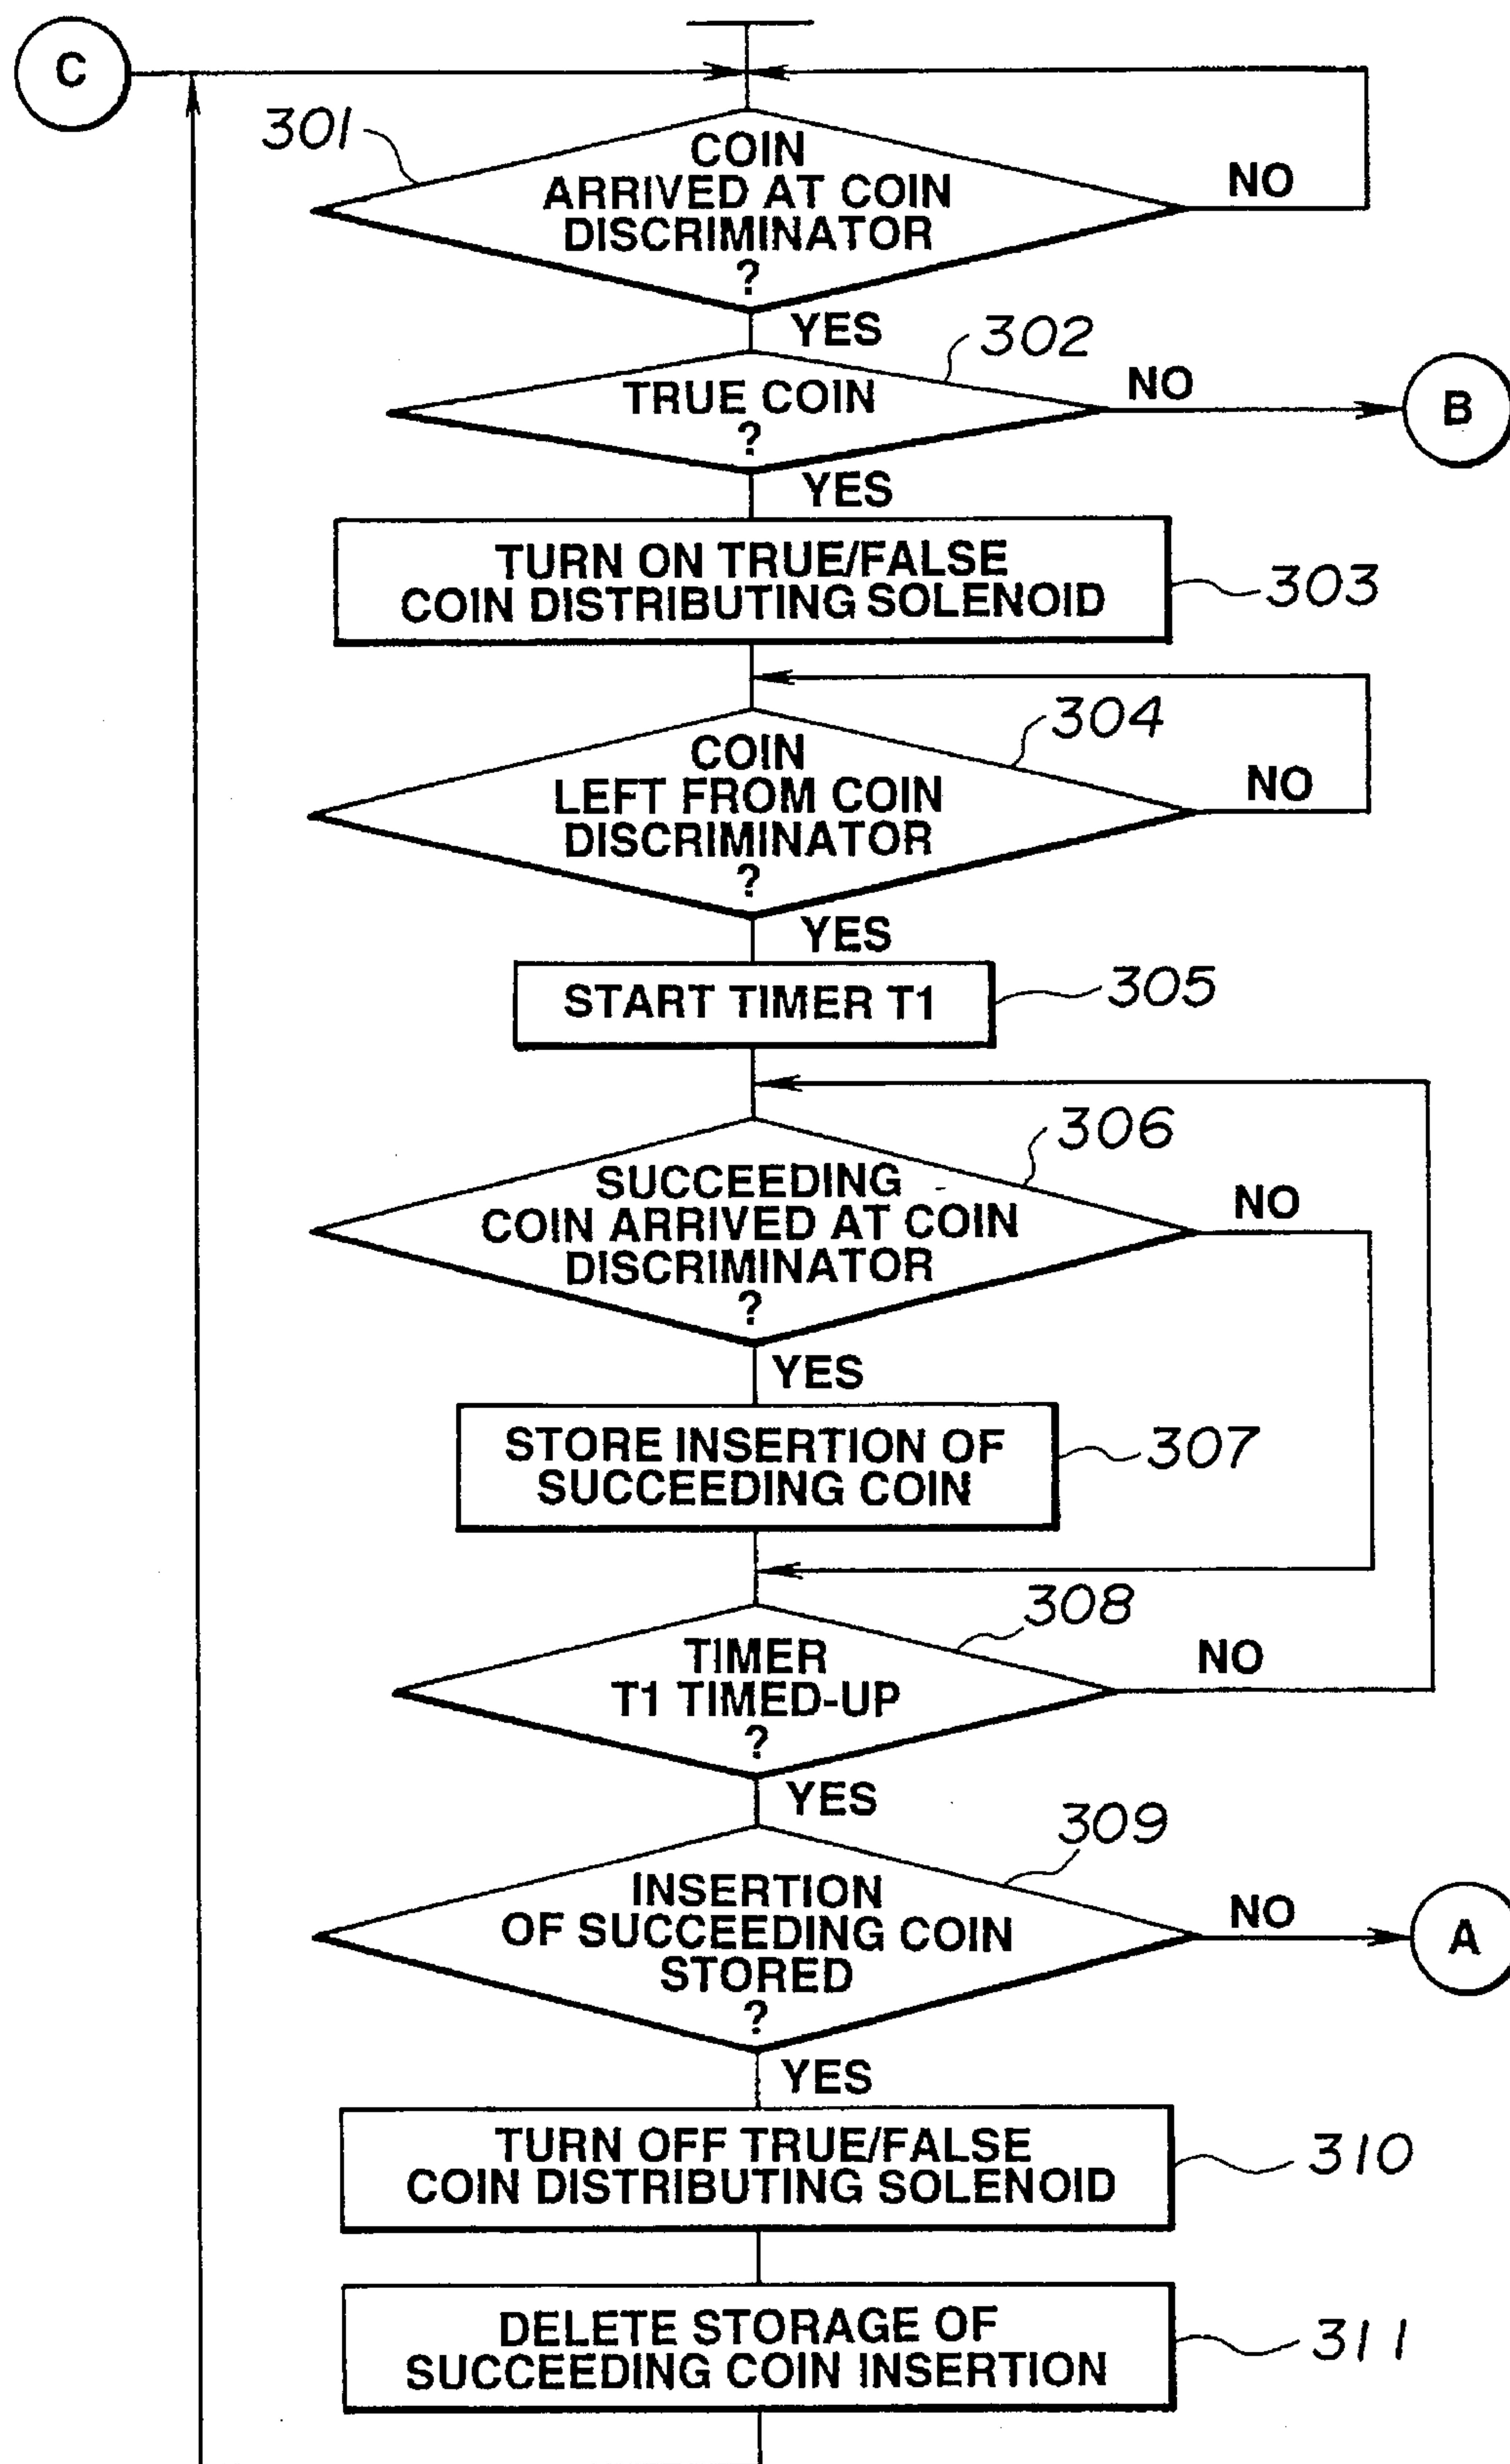 C
301
COIN
ARRIVED AT COIN
DISCRIMINATOR
?
NO
YES
302
TRUE COIN
?
NO
B
YES
TURN ON TRUE/FALSE
COIN DISTRIBUTING SOLENOID
303
304
COIN
LEFT FROM COIN
DISCRIMINATOR
?
NO
YES
START TIMER T1
305
306
SUCCEEDING
COIN ARRIVED AT COIN
DISCRIMINATOR
?
NO
YES
STORE INSERTION OF
SUCCEEDING COIN
307
308
TIMER
T1 TIMED-UP
?
NO
YES
309
INSERTION
OF SUCCEEDING COIN
STORED
?
NO
A
YES
TURN OFF TRUE/FALSE
COIN DISTRIBUTING SOLENOID
310
DELETE STORAGE OF
SUCCEEDING COIN INSERTION
311